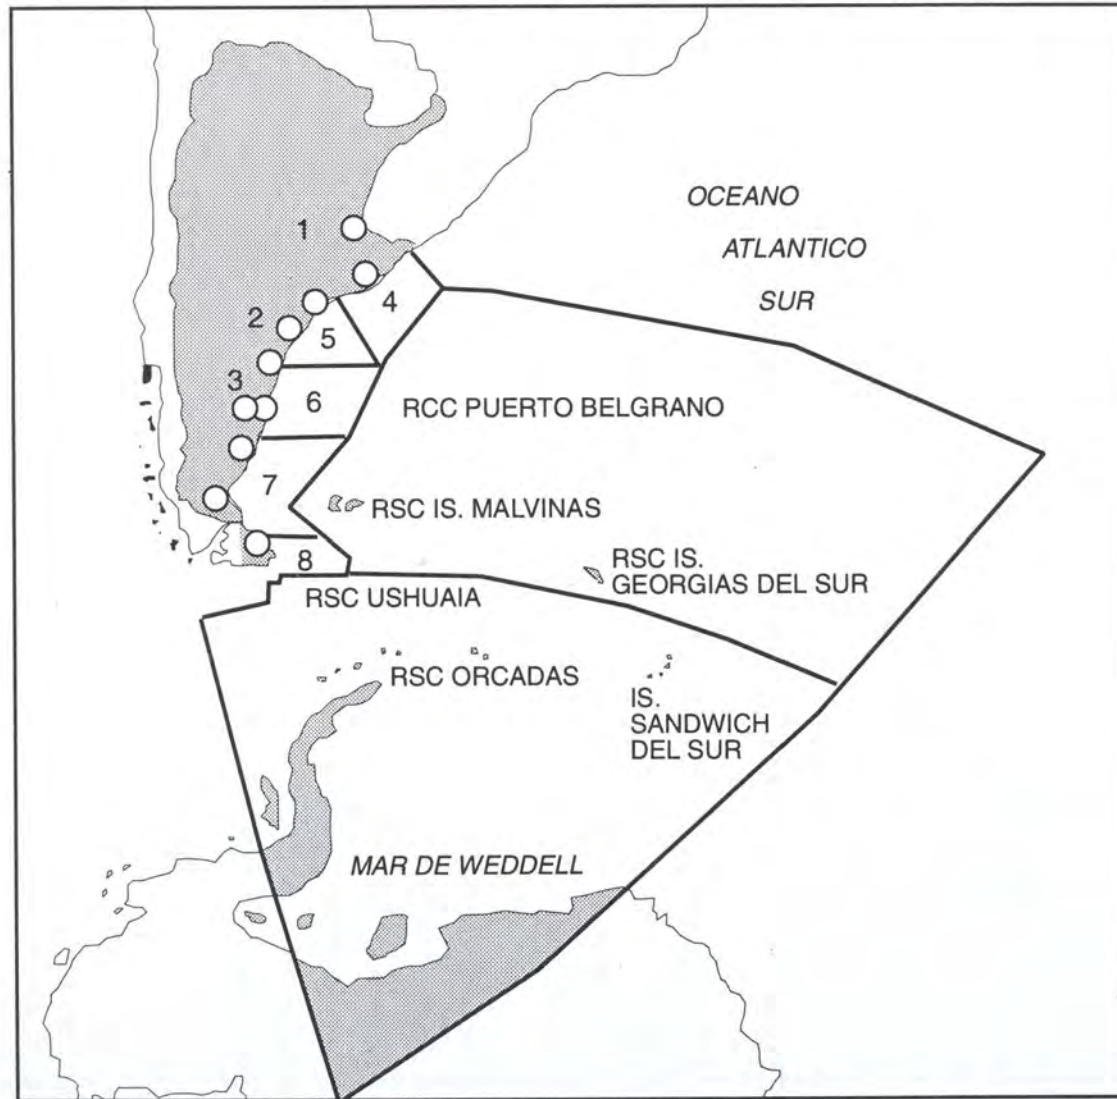 OCEANO
1
ATLANTICO
4
SUR
2
5
3
6
RCC PUERTO BELGRANO
7
RSC IS. MALVINAS
8
RSC IS.
GEORGIAS DEL SUR
RSC USHUAIA
RSC ORCADAS
IS.
SANDWICH
DEL SUR
MAR DE WEDDELL